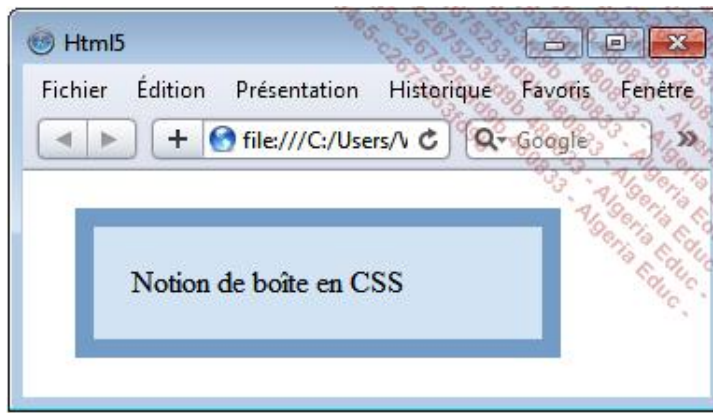 Html5
Fichier Édition Présentation Historique Favoris Fenêtre
file:///C:/Users/V
Google
Notion de boîte en CSS